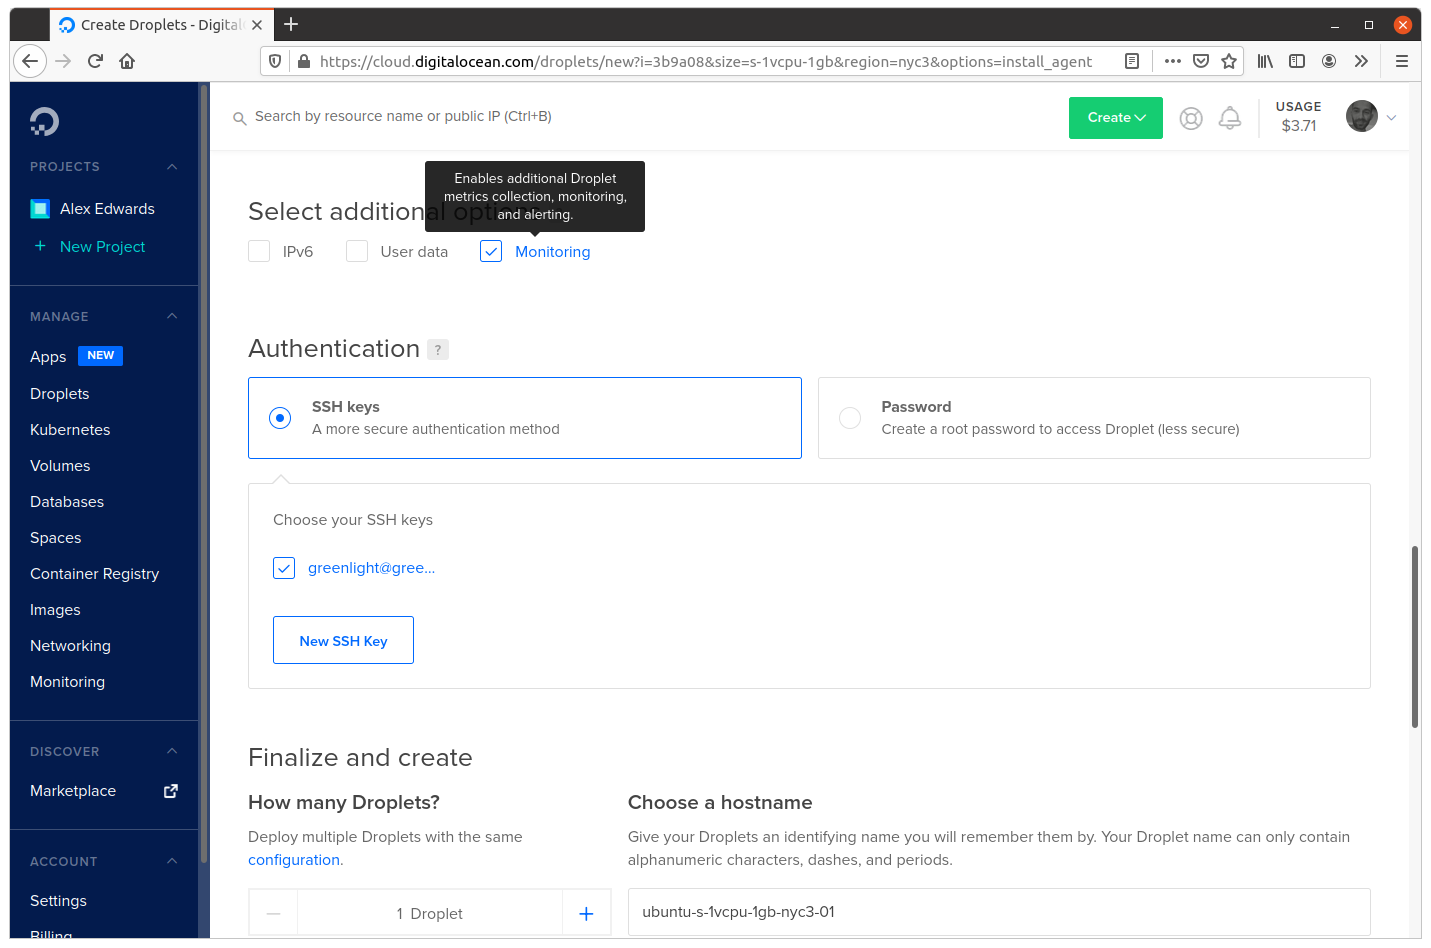 Create Droplets - Digital
https://cloud.digitalocean.com/droplets/new?i=3b9a08&size=s-1vcpu-1gb&region=nyc3&options=install_agent
Search by resource name or public IP (Ctrl+B)
Create
USAGE
$3.71
PROJECTS
Alex Edwards
+ New Project
MANAGE
Apps NEW
Droplets
Kubernetes
Volumes
Databases
Spaces
Container Registry
Images
Networking
Monitoring
DISCOVER
Marketplace
ACCOUNT
Settings
Billing
Enables additional Droplet
metrics collection, monitoring,
and alerting.
Select additional options
IPv6
User data
Monitoring
Authentication ?
SSH keys
A more secure authentication method
Password
Create a root password to access Droplet (less secure)
Choose your SSH keys
greenlight@gree...
New SSH Key
Finalize and create
How many Droplets?
Deploy multiple Droplets with the same
configuration.
1 Droplet
Choose a hostname
Give your Droplets an identifying name you will remember them by. Your Droplet name can only contain
alphanumeric characters, dashes, and periods.
ubuntu-s-1vcpu-1gb-nyc3-01